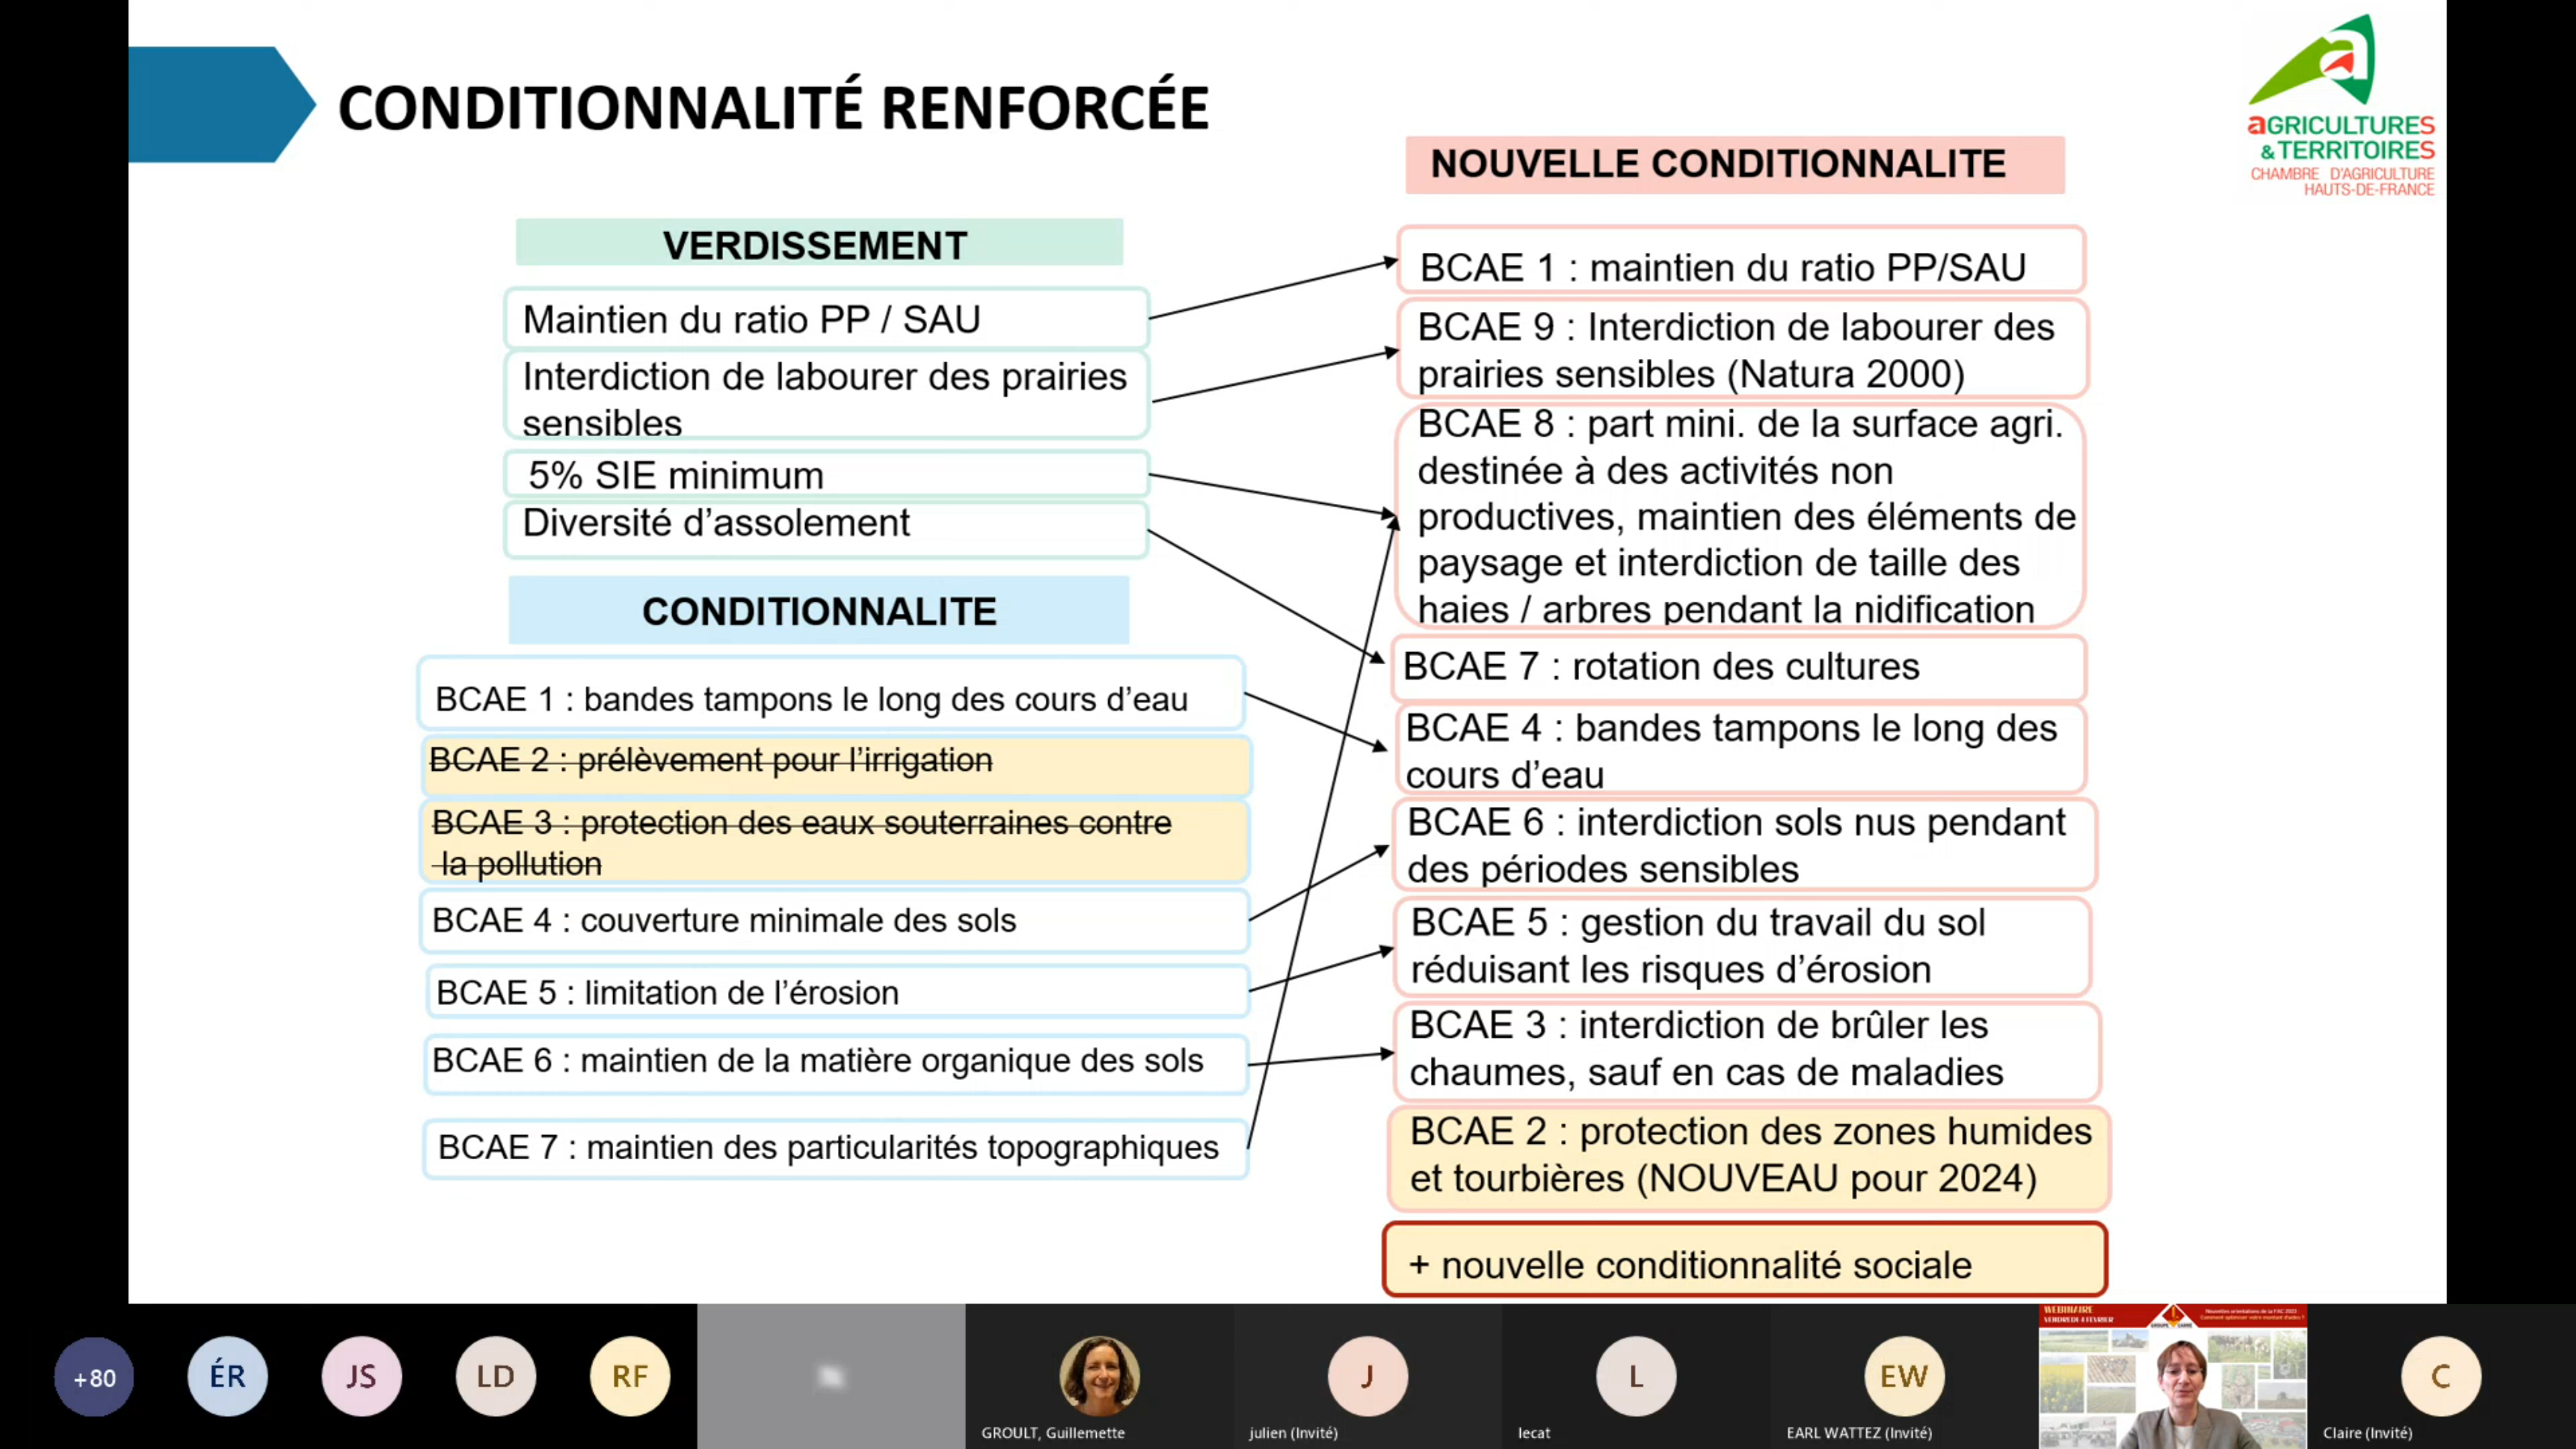 CONDITIONNALITÉ RENFORCÉE
aGRICULTURES
& TERRITOIRES
CHAMBRE D'AGRICULTURE
HAUTS-DE-FRANCE
VERDISSEMENT
Maintien du ratio PP / SAU
Interdiction de labourer des prairies
sensibles
5% SIE minimum
Diversité d’assolement
CONDITIONNALITE
BCAE 1 : bandes tampons le long des cours d’eau
BCAE 2 : prélèvement pour l’irrigation
BCAE 3 : protection des eaux souterraines contre
la pollution
BCAE 4 : couverture minimale des sols
BCAE 5 : limitation de l’érosion
BCAE 6 : maintien de la matière organique des sols
BCAE 7 : maintien des particularités topographiques
NOUVELLE CONDITIONNALITE
BCAE 1 : maintien du ratio PP/SAU
BCAE 9 : Interdiction de labourer des
prairies sensibles (Natura 2000)
BCAE 8 : part mini. de la surface agri.
destinée à des activités non
productives, maintien des éléments de
paysage et interdiction de taille des
haies / arbres pendant la nidification
BCAE 7 : rotation des cultures
BCAE 4 : bandes tampons le long des
cours d’eau
BCAE 6 : interdiction sols nus pendant
des périodes sensibles
BCAE 5 : gestion du travail du sol
réduisant les risques d’érosion
BCAE 3 : interdiction de brûler les
chaumes, sauf en cas de maladies
BCAE 2 : protection des zones humides
et tourbières (NOUVEAU pour 2024)
+ nouvelle conditionnalité sociale
+80
ÉR
JS
LD
RF
GROULT, Guillemette
J
julien (Invité)
L
lecat
EW
EARL WATTEZ (Invité)
WEBINAIRE
VENDREDI 4 FEVRIER
C
Claire (Invité)